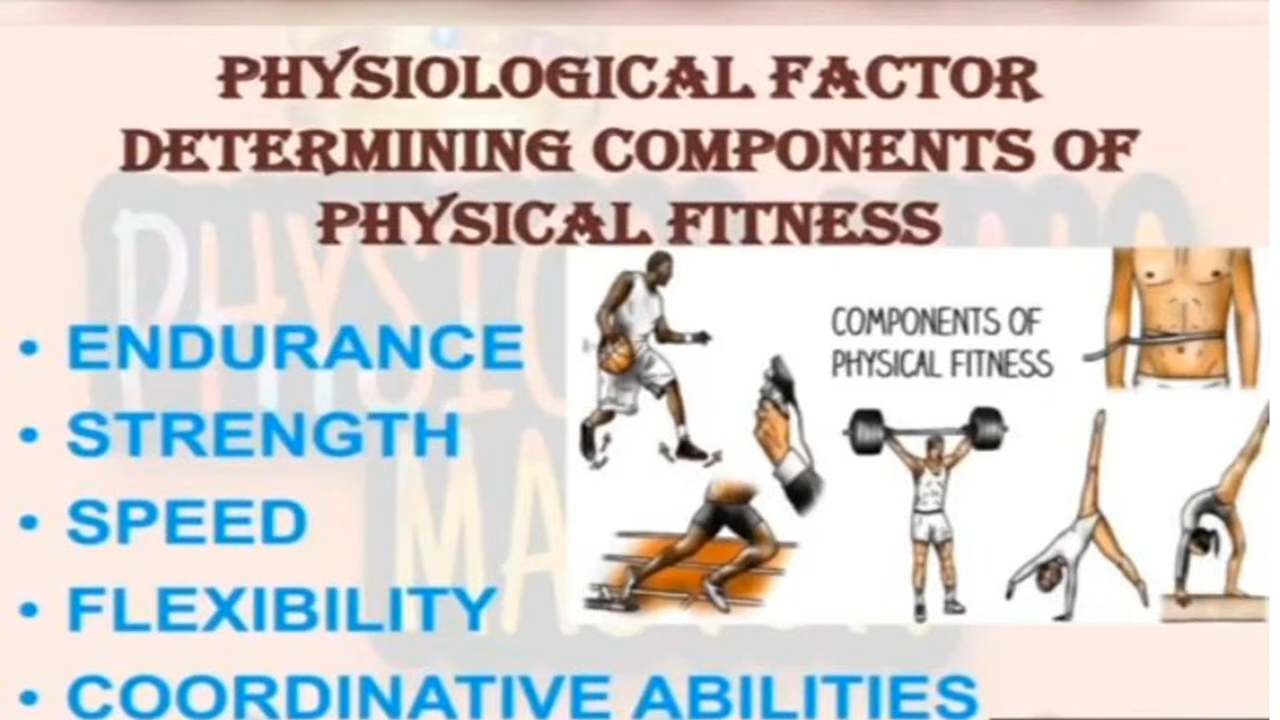 PHYSIOLOGICAL FACTOR
DETERMINING COMPONENTS OF
PHYSICAL FITNESS
COMPONENTS OF
PHYSICAL FITNESS
• ENDURANCE
• STRENGTH
• SPEED
• FLEXIBILITY
• COORDINATIVE ABILITIES